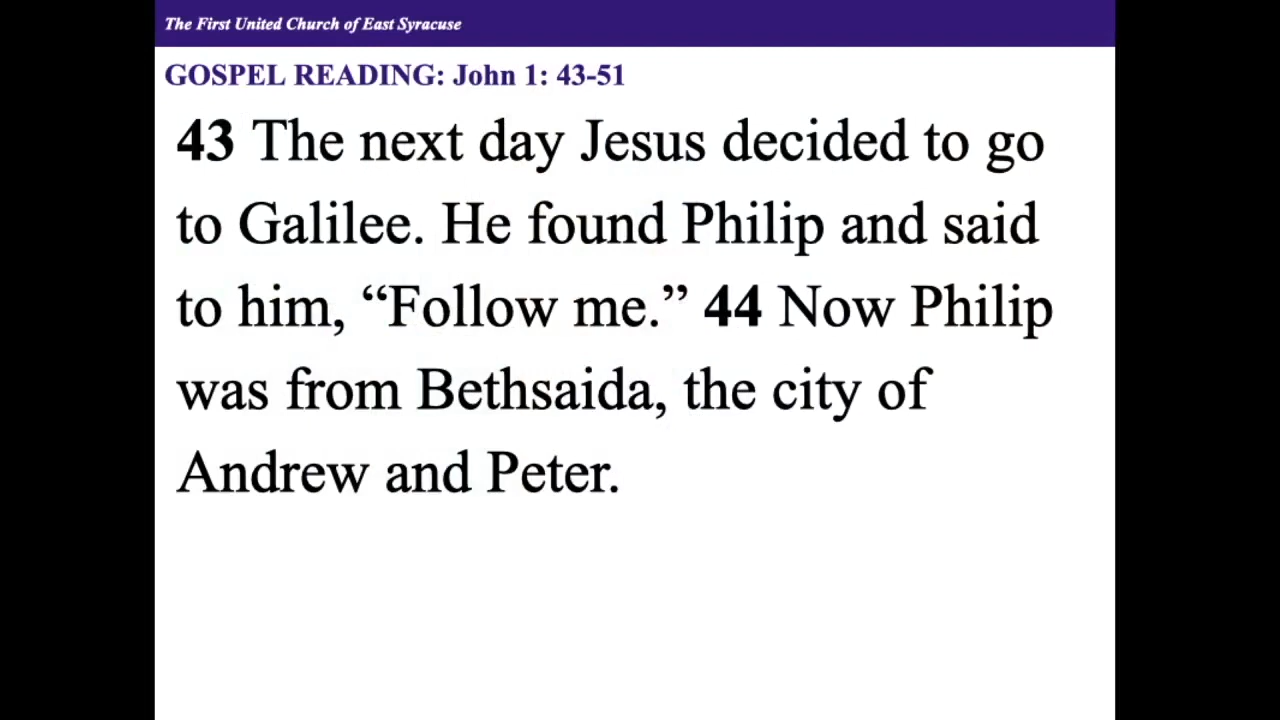 The First United Church of East Syracuse
GOSPEL READING: John 1: 43-51
43 The next day Jesus decided to go
to Galilee. He found Philip and said
to him, “Follow me.” 44 Now Philip
was from Bethsaida, the city of
Andrew and Peter.